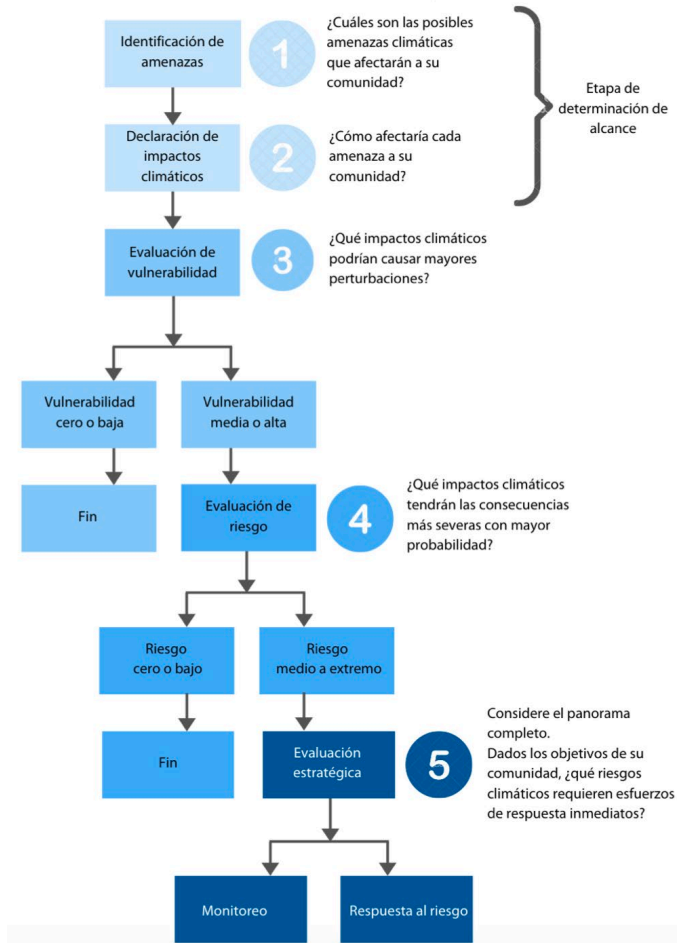 Identificación de
amenazas
1
¿Cuáles son las posibles
amenazas climáticas
que afectarán a su
comunidad?
Etapa de
determinación de
alcance
Declaración de
impactos
climáticos
2
¿Cómo afectaría cada
amenaza a su
comunidad?
Evaluación de
vulnerabilidad
3
¿Qué impactos climáticos
podrían causar mayores
perturbaciones?
Vulnerabilidad
cero o baja
Vulnerabilidad
media o alta
Fin
Evaluación de
riesgo
4
¿Qué impactos climáticos
tendrán las consecuencias
más severas con mayor
probabilidad?
Riesgo
cero o bajo
Riesgo
medio a extremo
Fin
Evaluación
estratégica
5
Considere el panorama
completo.
Dados los objetivos de su
comunidad, ¿qué riesgos
climáticos requieren esfuerzos
de respuesta inmediatos?
Monitoreo
Respuesta al riesgo